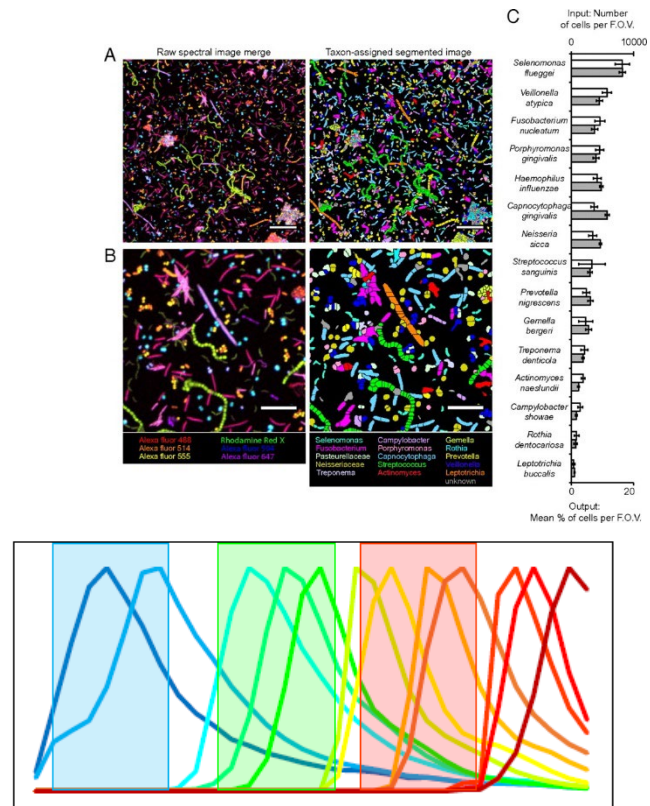 A
Raw spectral image merge
Taxon-assigned segmented image
B
Alexa fluor 488
Alexa fluor 514
Alexa fluor 555
Rhodamine Red X
Alexa fluor 594
Alexa fluor 647
Selenomonas
Fusobacterium
Pasteurellaceae
Neisseriaceae
Treponema
Campylobacter
Porphyromonas
Capnocytophaga
Streptococcus
Actinomyces
Gemella
Rothia
Prevotella
Veillonella
Leptotrichia
unknown
C
Input: Number
of cells per F.O.V.
0 10000
Selenomonas
flueggei
Veillonella
atypica
Fusobacterium
nucleatum
Porphyromonas
gingivalis
Haemophilus
influenzae
Capnocytophaga
gingivalis
Neisseria
sicca
Streptococcus
sanguinis
Prevotella
nigrescens
Gemella
bergeri
Treponema
denticola
Actinomyces
naeslundii
Campylobacter
showae
Rothia
dentocariosa
Leptotrichia
buccalis
0 20
Output:
Mean % of cells per F.O.V.